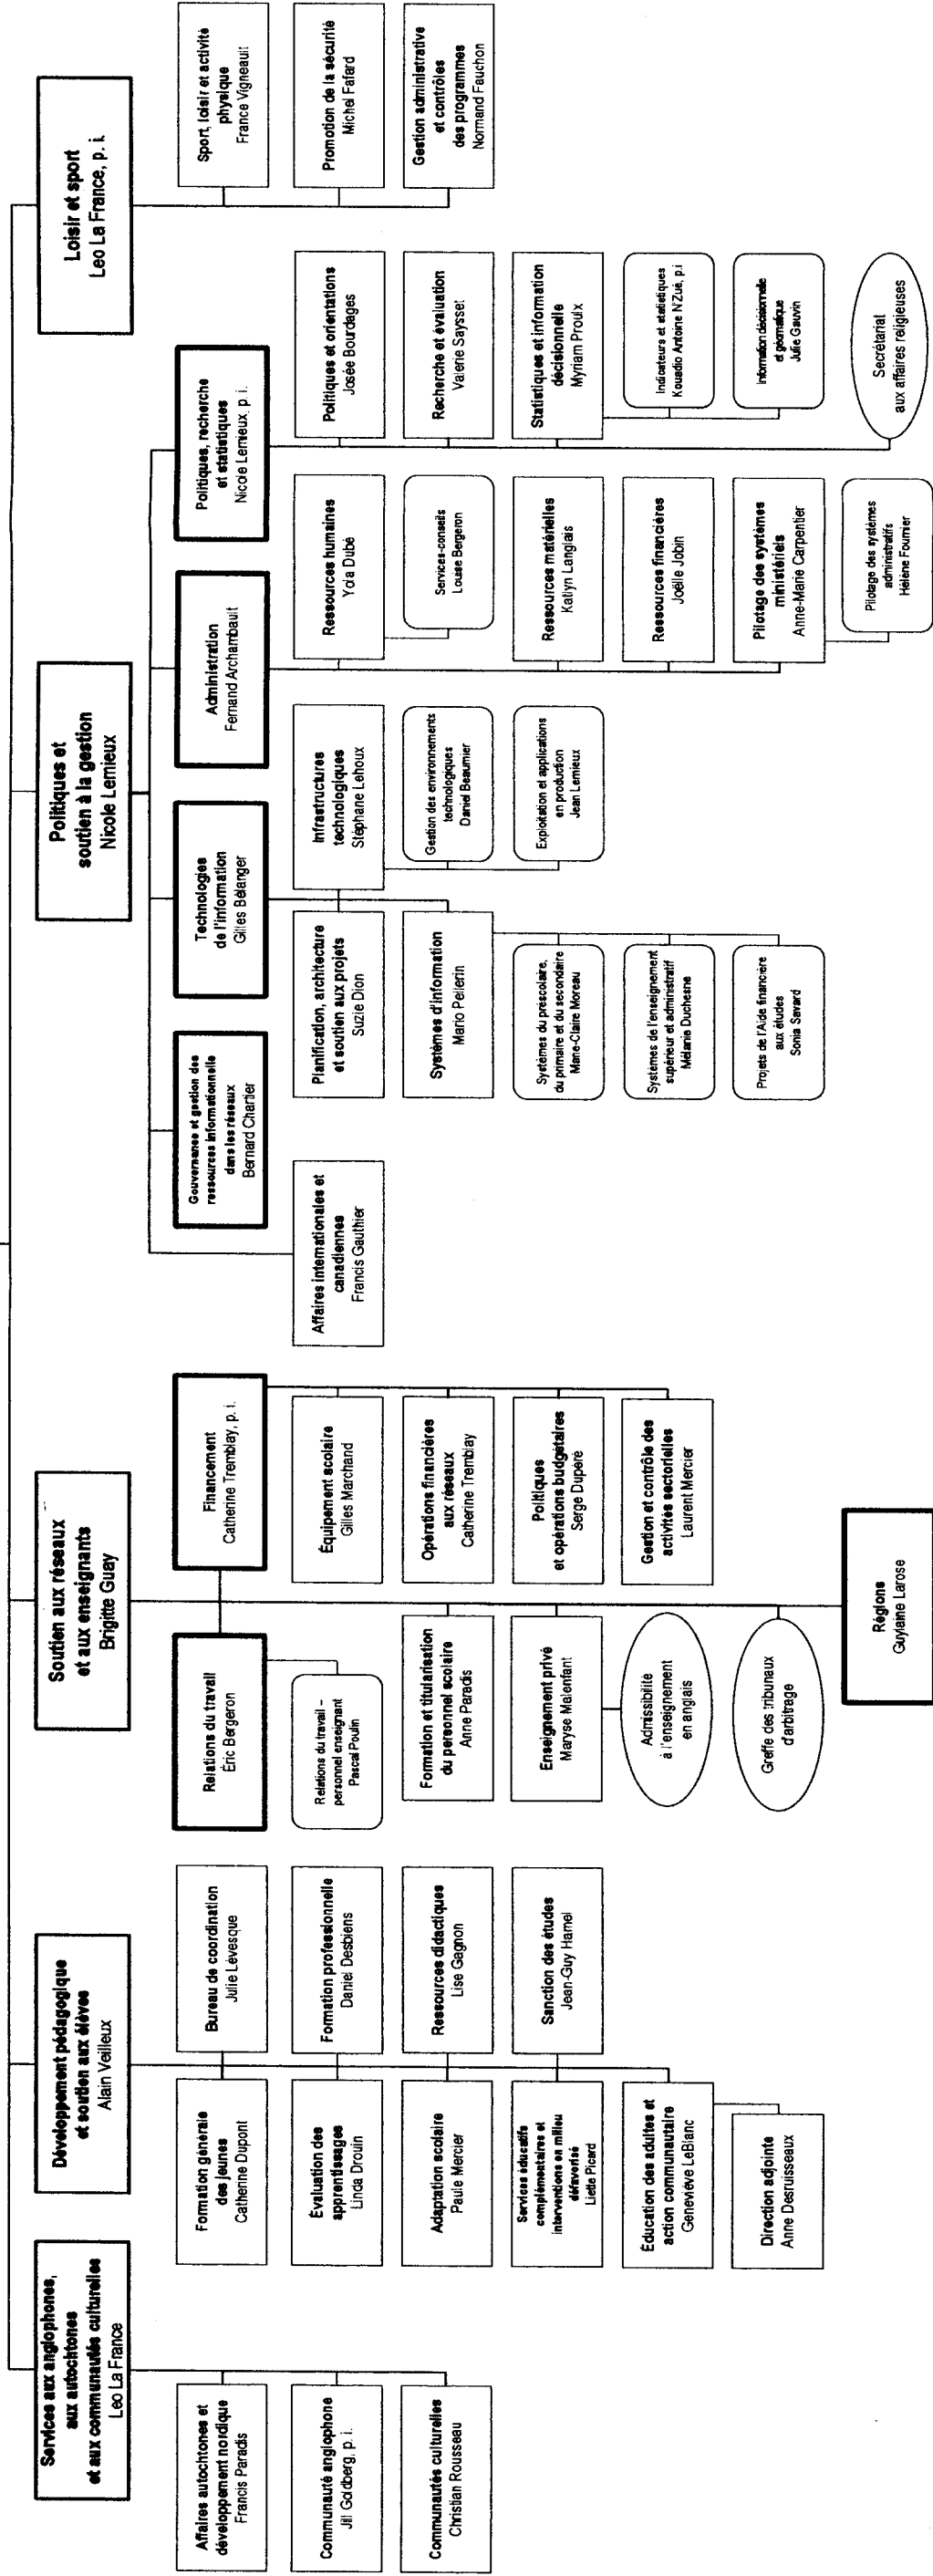 Services aux anglophones,
aux autochtones
et aux communautés culturelles
Leo La France
Affaires autochtones et
développement nordique
Francis Paradis
Communauté anglophone
Jill Goldberg, p. i.
Communautés culturelles
Christian Rousseau
Développement pédagogique
et soutien aux élèves
Alain Veilleux
Formation générale
des jeunes
Catherine Dupont
Bureau de coordination
Julie Lévesque
Évaluation des
apprentissages
Linda Drouin
Formation professionnelle
Daniel Desbiens
Adaptation scolaire
Paule Mercier
Ressources didactiques
Lise Gagnon
Services éducatifs
complémentaires et
interventions en milieu
défavorisé
Liette Picard
Sanction des études
Jean-Guy Hamel
Éducation des adultes et
action communautaire
Geneviève LeBlanc
Direction adjointe
Anne Desruisseaux
Soutien aux réseaux
et aux enseignants
Brigitte Guay
Relations du travail
Éric Bergeron
Relations du travail –
personnel enseignant
Pascal Poulin
Financement
Catherine Tremblay, p. i.
Équipement scolaire
Gilles Marchand
Opérations financières
aux réseaux
Catherine Tremblay
Politiques
et opérations budgétaires
Serge Dupéré
Gestion et contrôle des
activités sectorielles
Laurent Mercier
Formation et titularisation
du personnel scolaire
Anne Paradis
Enseignement privé
Maryse Malenfant
Admissibilité
à l'enseignement
en anglais
Greffe des tribunaux
d'arbitrage
Régions
Guylaine Larose
Politiques et
soutien à la gestion
Nicole Lemieux
Affaires internationales et
canadiennes
Francis Gauthier
Gouvernance et gestion des
ressources informationnelle
dans les réseaux
Bernard Chartier
Technologies
de l'information
Gilles Bélanger
Planification, architecture
et soutien aux projets
Suzie Dion
Infrastructures
technologiques
Stéphane Lehoux
Gestion des environnements
technologiques
Daniel Beaumier
Exploitation et applications
en production
Jean Lemieux
Systèmes d'information
Mario Pellerin
Systèmes du préscolaire,
du primaire et du secondaire
Marie-Claire Moreau
Systèmes de l'enseignement
supérieur et administratif
Mélanie Duchesne
Projets de l'Aide financière
aux études
Sonia Savard
Administration
Fernand Archambault
Ressources humaines
Yola Dubé
Services-conseils
Louise Bergeron
Ressources matérielles
Katlyn Langlais
Ressources financières
Joëlle Jobin
Pilotage des systèmes
ministériels
Anne-Marie Carpentier
Pilotage des systèmes
administratifs
Hélène Fournier
Politiques, recherche
et statistiques
Nicole Lemieux, p. i.
Politiques et orientations
Josée Bourdages
Recherche et évaluation
Valerie Saysset
Statistiques et information
décisionnelle
Myriam Proulx
Indicateurs et statistiques
Kouadio Antoine N'Zué, p.i
Information décisionnelle
et géomatique
Julie Gauvin
Secrétariat
aux affaires religieuses
Loisir et sport
Leo La France, p. i.
Sport, loisir et activité
physique
France Vigneault
Promotion de la sécurité
Michel Fafard
Gestion administrative
et contrôles
des programmes
Normand Fauchon